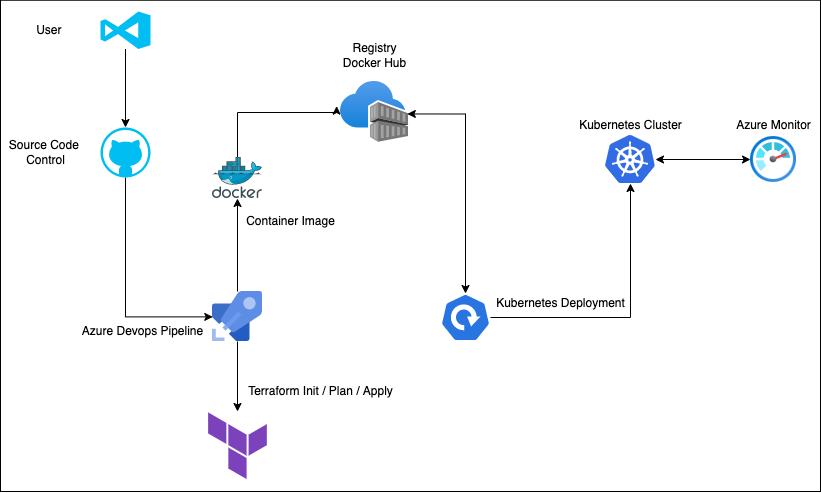 User
Registry
Docker Hub
Source Code
Control
Kubernetes Cluster
Azure Monitor
docker
Container Image
Kubernetes Deployment
Azure Devops Pipeline
Terraform Init / Plan / Apply